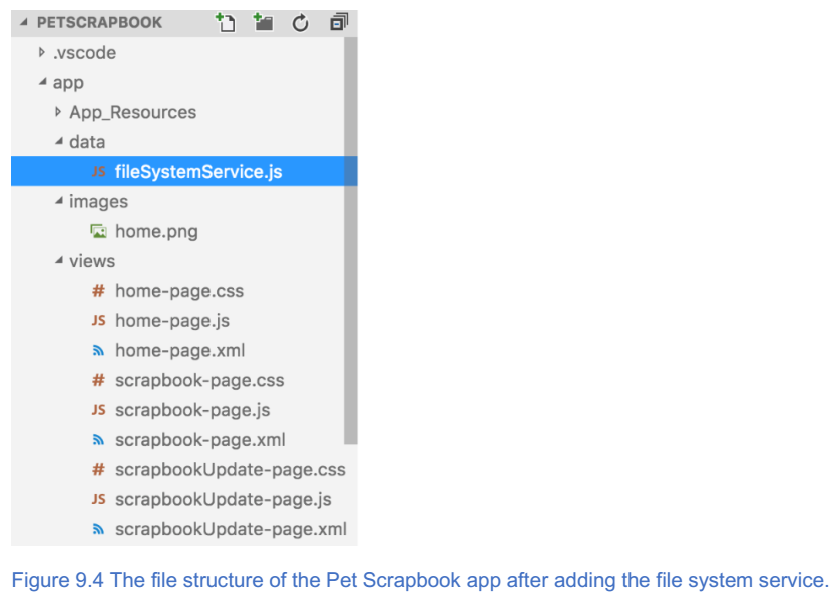 PETSCRAPBOOK
.vscode
app
App_Resources
data
JS fileSystemService.js
images
home.png
views
# home-page.css
JS home-page.js
home-page.xml
# scrapbook-page.css
JS scrapbook-page.js
scrapbook-page.xml
# scrapbookUpdate-page.css
JS scrapbookUpdate-page.js
scrapbookUpdate-page.xml
Figure 9.4 The file structure of the Pet Scrapbook app after adding the file system service.